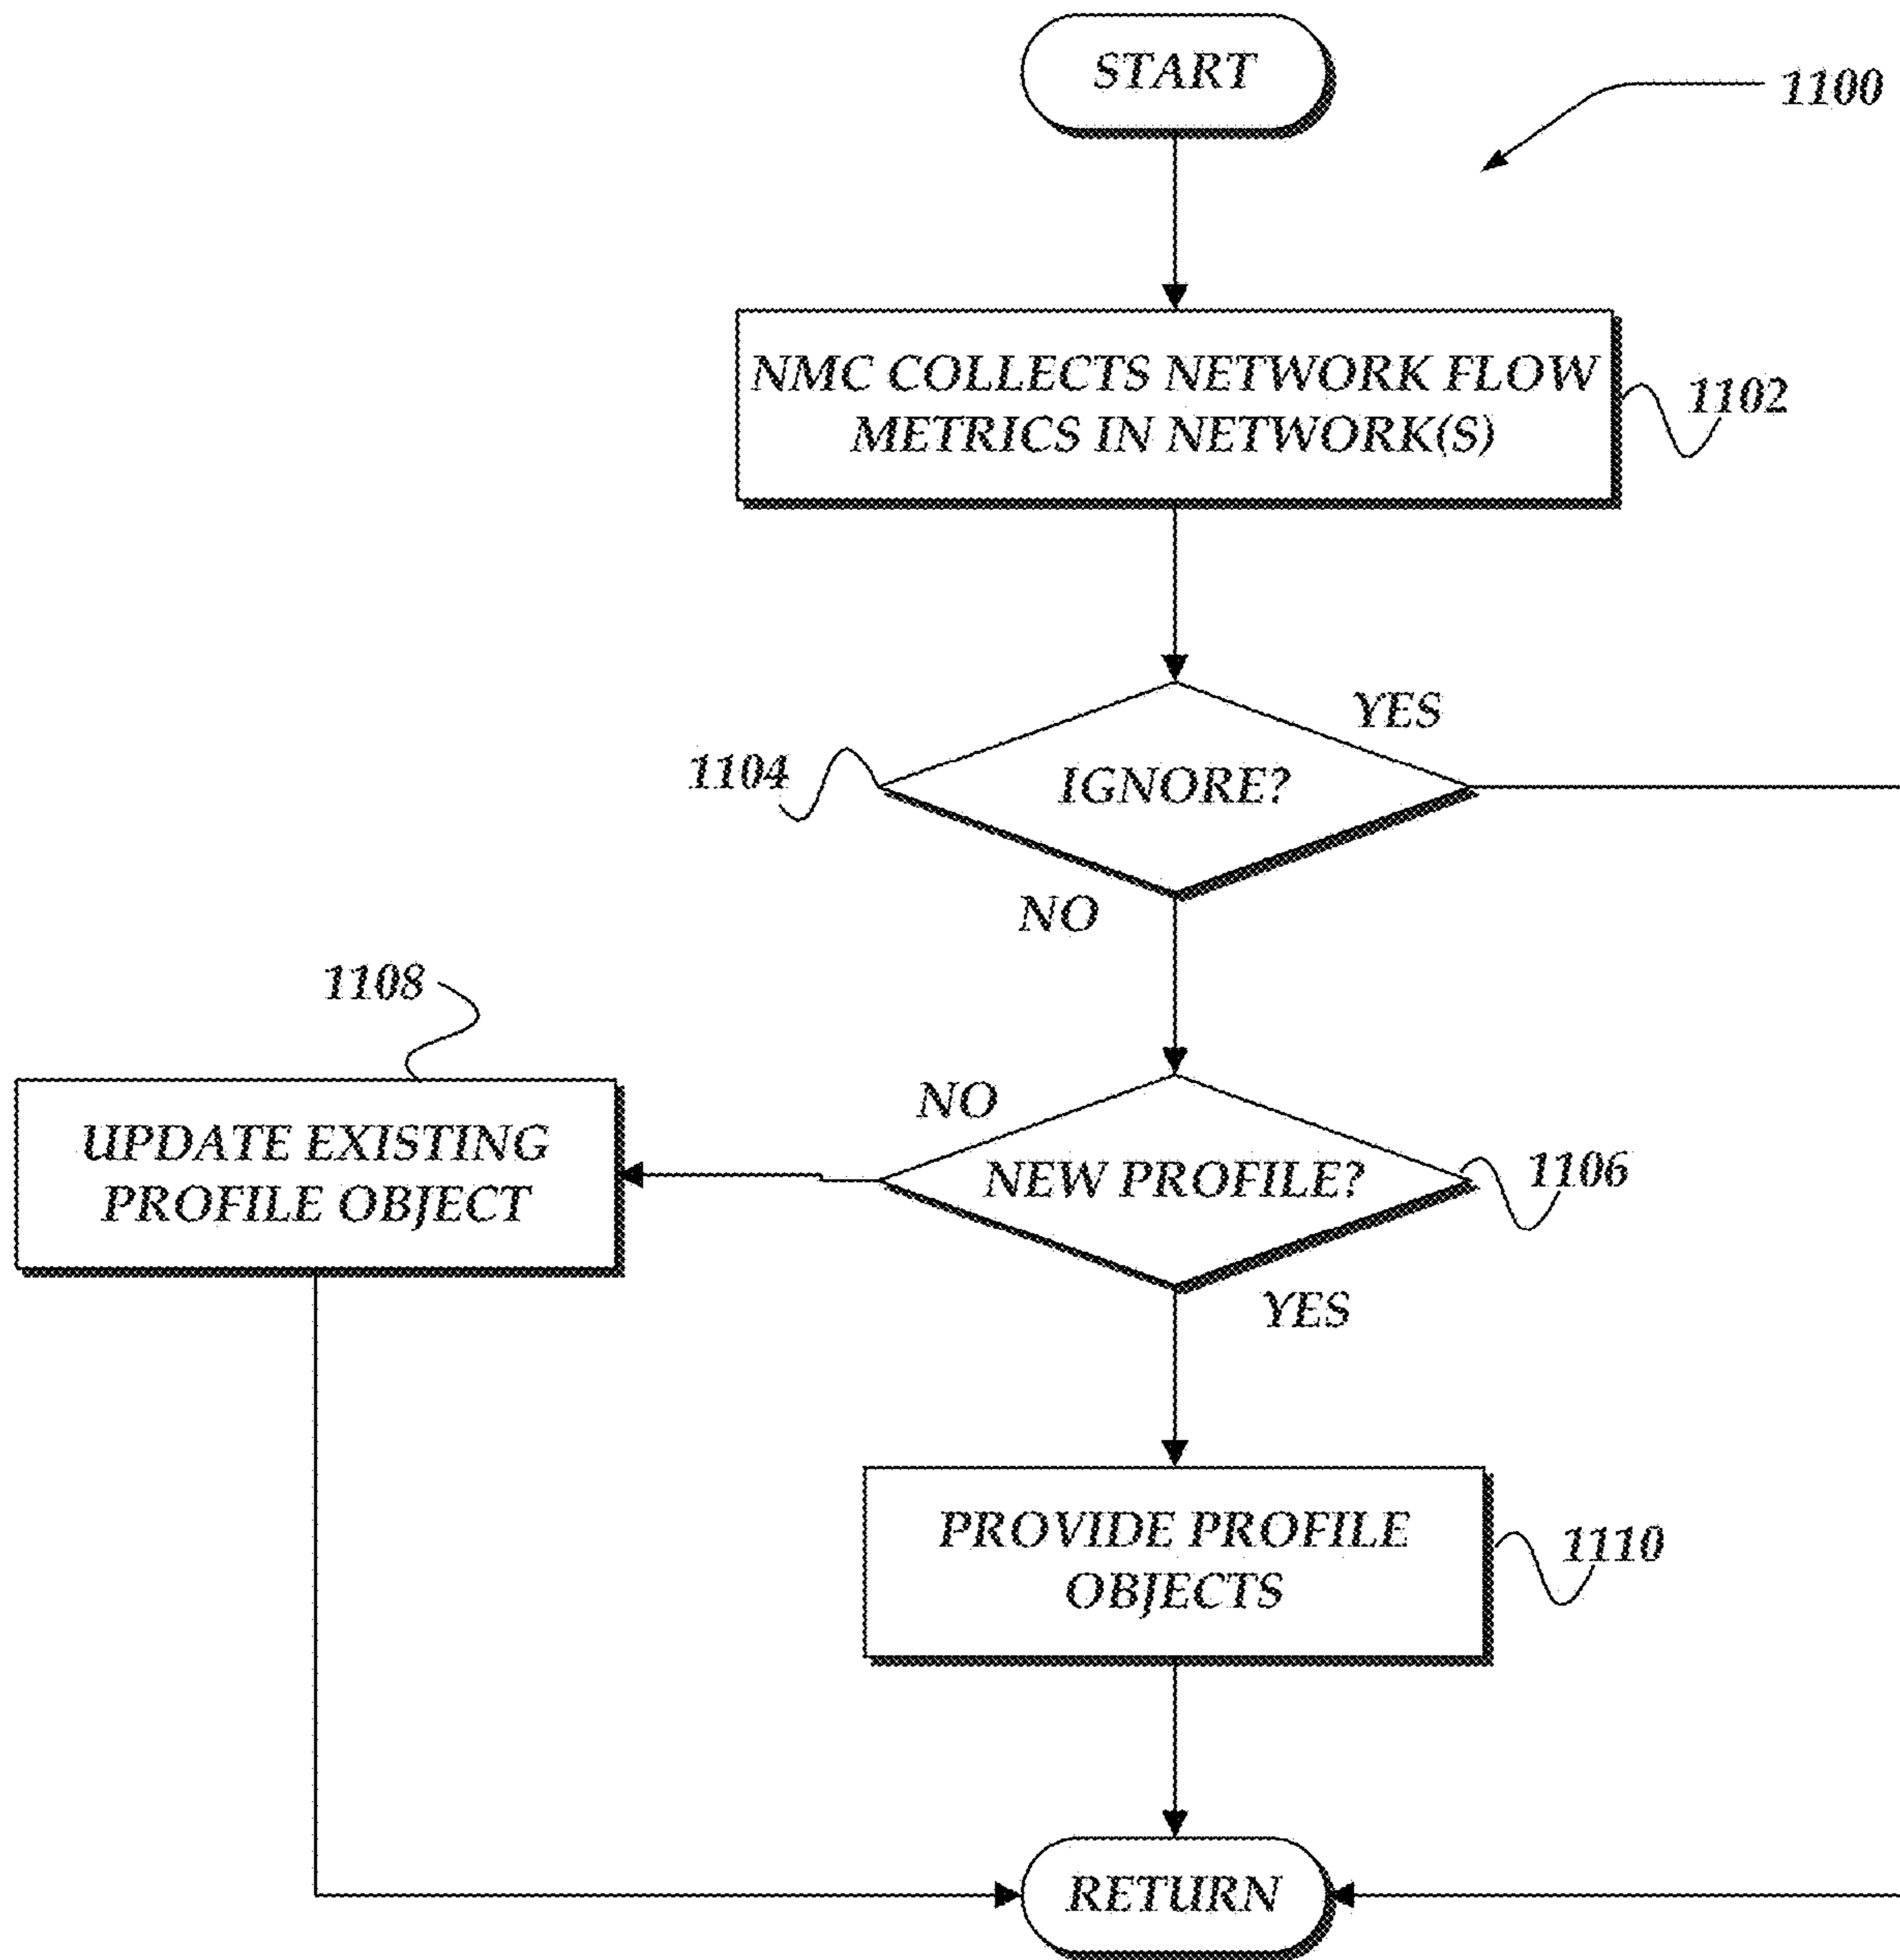 START
1100
NMC COLLECTS NETWORK FLOW
METRICS IN NETWORK(S)
1102
YES
1104
IGNORE?
NO
1108
NO
UPDATE EXISTING
PROFILE OBJECT
NEW PROFILE?
1106
YES
PROVIDE PROFILE
OBJECTS
1110
RETURN